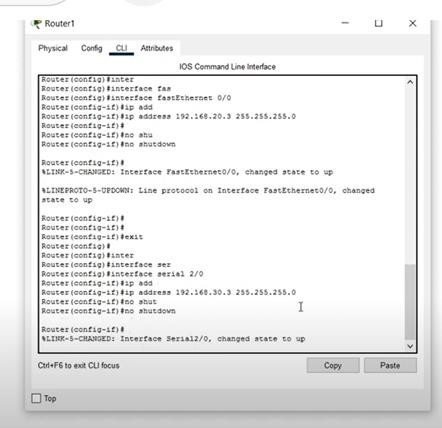 Router1
Physical Config CLI Attributes
IOS Command Line Interface
Router(config)#inter
Router(config)#interface fas
Router(config)#interface fastEthernet 0/0
Router(config-if)#ip add
Router(config-if)#ip address 192.168.20.3 255.255.255.0
Router(config-if)#
Router(config-if)#no shu
Router(config-if)#no shutdown
Router(config-if)#
%LINK-5-CHANGED: Interface FastEthernet0/0, changed state to up
%LINEPROTO-5-UPDOWN: Line protocol on Interface FastEthernet0/0, changed
state to up
Router(config-if)#
Router(config-if)#
Router(config-if)#exit
Router(config)#
Router(config)#inter
Router(config)#interface ser
Router(config)#interface serial 2/0
Router(config-if)#ip add
Router(config-if)#ip address 192.168.30.3 255.255.255.0
Router(config-if)#no shut
Router(config-if)#no shutdown
Router(config-if)#
%LINK-5-CHANGED: Interface Serial2/0, changed state to up
Ctrl+F6 to exit CLI focus
Copy
Paste
Top